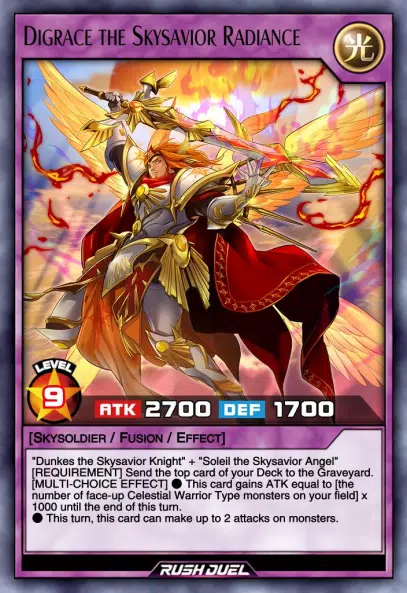 DIGRACE THE SKYSAVIOR RADIANCE
光
LEVEL
9
ATK 2700 DEF 1700
[SKYSOLDIER / FUSION / EFFECT]
"Dunkes the Skysavior Knight" + "Soleil the Skysavior Angel"
[REQUIREMENT] Send the top card of your Deck to the Graveyard.
[MULTI-CHOICE EFFECT] ● This card gains ATK equal to [the
number of face-up Celestial Warrior Type monsters on your field] x
1000 until the end of this turn.
● This turn, this card can make up to 2 attacks on monsters.
RUSH DUEL